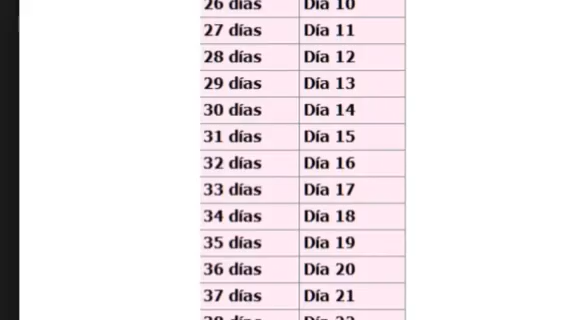 26 días Día 10
27 días Día 11
28 días Día 12
29 días Día 13
30 días Día 14
31 días Día 15
32 días Día 16
33 días Día 17
34 días Día 18
35 días Día 19
36 días Día 20
37 días Día 21
38 días Día 22